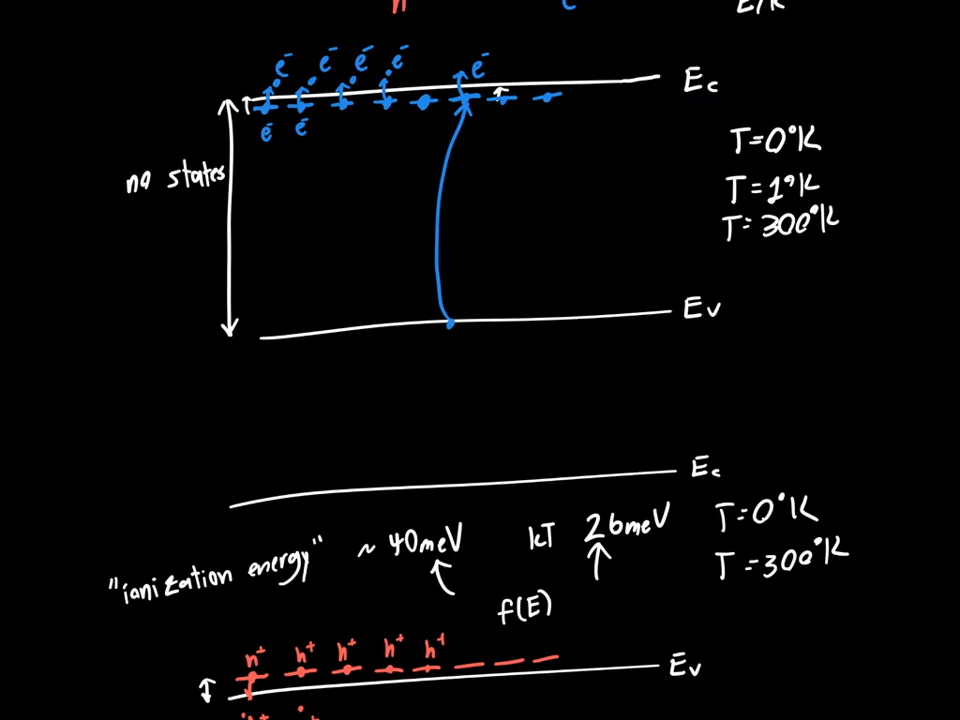 e⁻ e⁻ e⁻ e⁻ e⁻
Ec
e⁻ e⁻
T=0°K
no states
T=1°K
T=300°K
Ev
Ec
T=0°K
"ionization energy" ~40meV kT 26meV
T=300°K
f(E)
h⁺ h⁺ h⁺ h⁺ h⁺
Ev